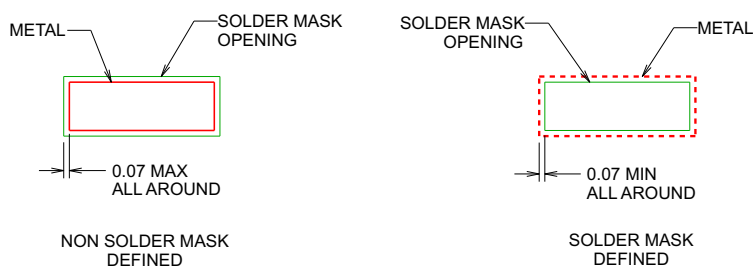 METAL
SOLDER MASK
OPENING
0.07 MAX
ALL AROUND
NON SOLDER MASK
DEFINED
SOLDER MASK
OPENING
METAL
0.07 MIN
ALL AROUND
SOLDER MASK
DEFINED